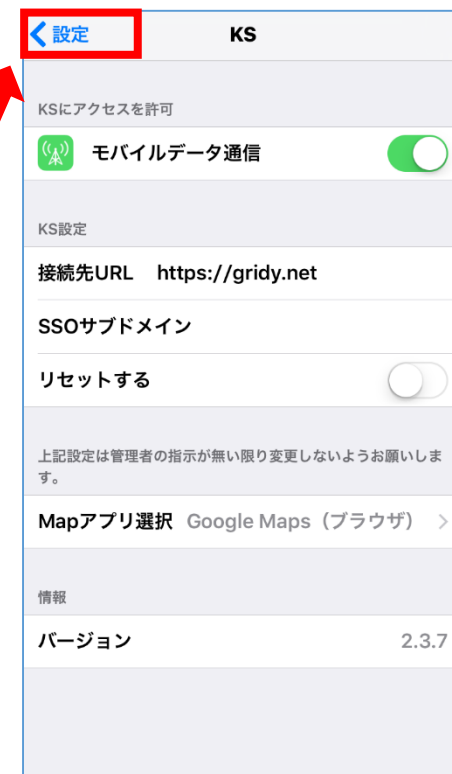 設定 KS
KSにアクセスを許可
モバイルデータ通信
KS設定
接続先URL https://gridy.net
SSOサブドメイン
リセットする
上記設定は管理者の指示が無い限り変更しないようお願いしま
す。
Mapアプリ選択 Google Maps（ブラウザ）
情報
バージョン 2.3.7